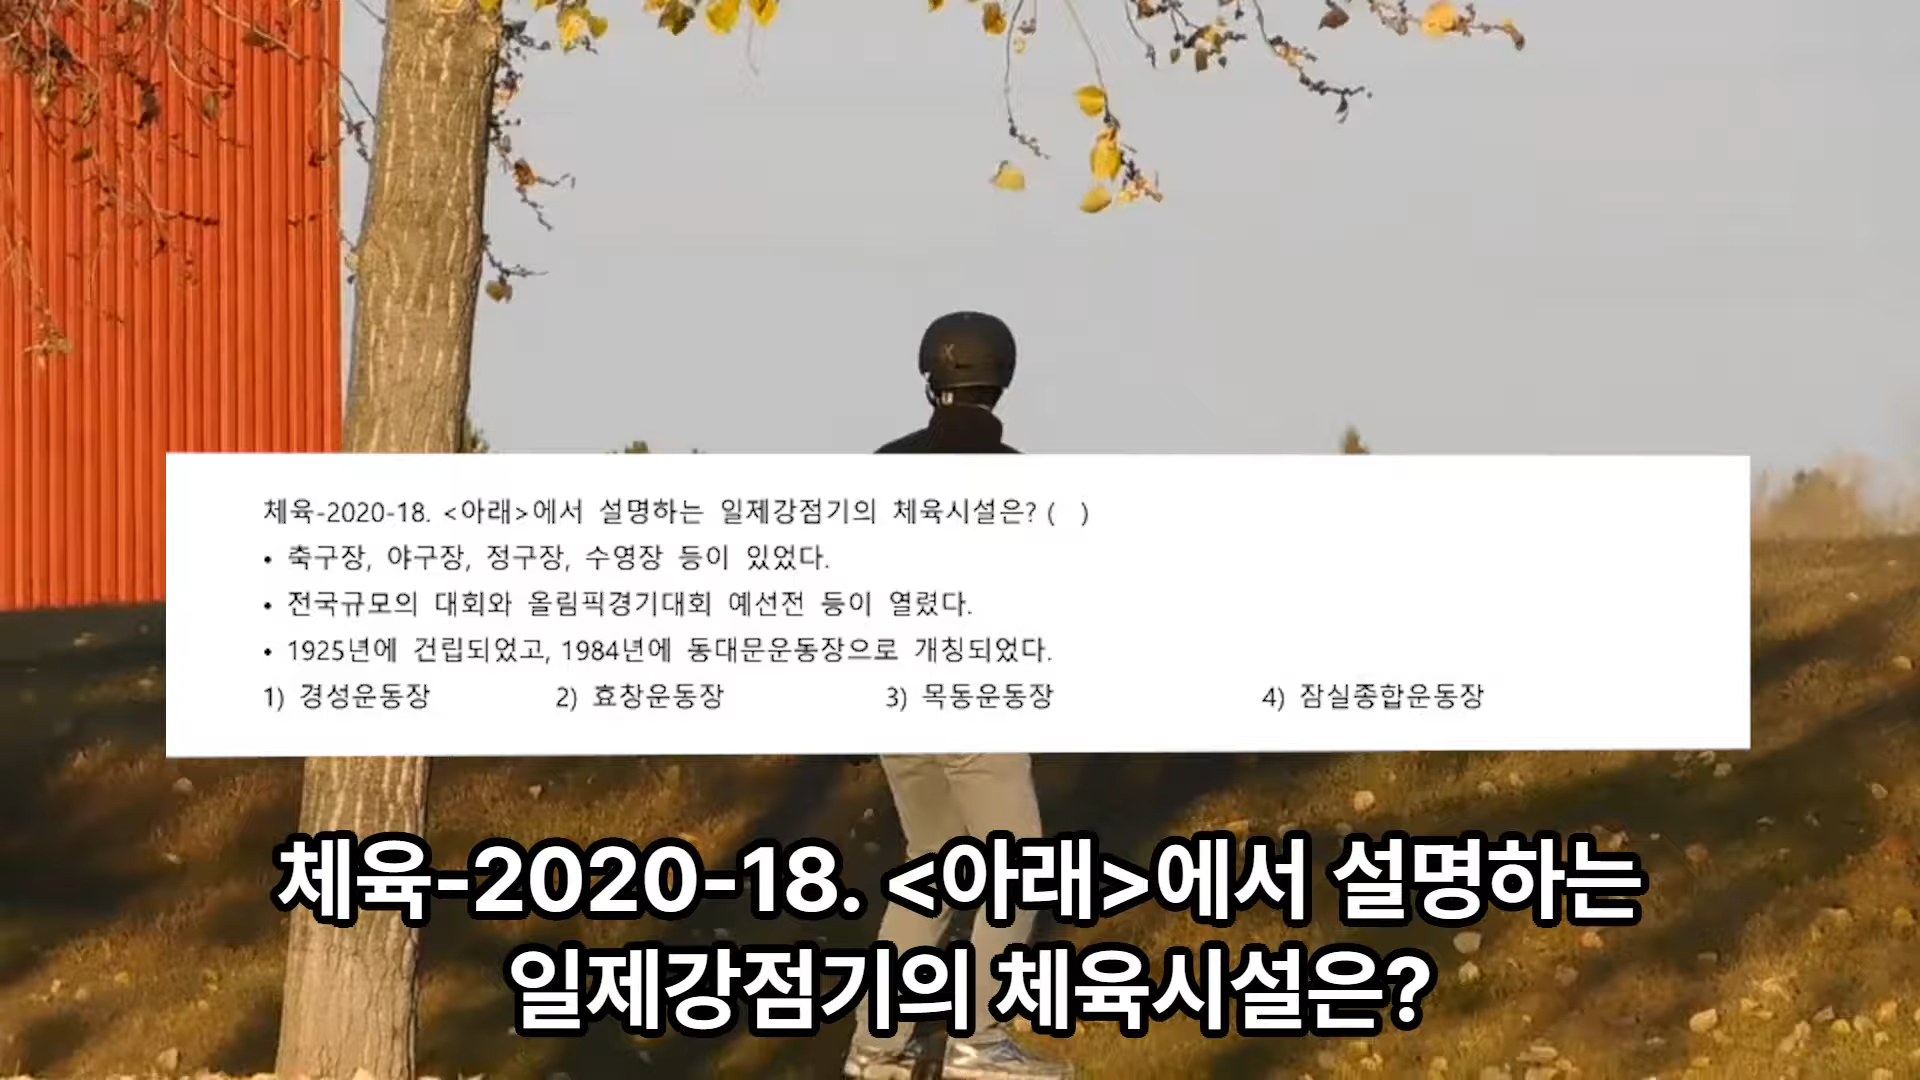 체육-2020-18. <아래>에서 설명하는 일제강점기의 체육시설은? ( )
• 축구장, 야구장, 정구장, 수영장 등이 있었다.
• 전국규모의 대회와 올림픽경기대회 예선전 등이 열렸다.
• 1925년에 건립되었고, 1984년에 동대문운동장으로 개칭되었다.
1) 경성운동장 2) 효창운동장 3) 목동운동장 4) 잠실종합운동장
체육-2020-18. <아래>에서 설명하는
일제강점기의 체육시설은?